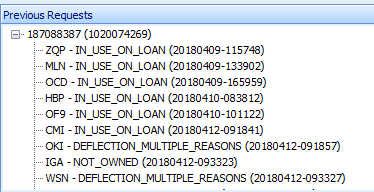 Previous Requests
187088387 (1020074269)
ZQP - IN_USE_ON_LOAN (20180409-115748)
MLN - IN_USE_ON_LOAN (20180409-133902)
OCD - IN_USE_ON_LOAN (20180409-165959)
HBP - IN_USE_ON_LOAN (20180410-083812)
OF9 - IN_USE_ON_LOAN (20180410-101122)
CMI - IN_USE_ON_LOAN (20180412-091841)
OKI - DEFLECTION_MULTIPLE_REASONS (20180412-091857)
IGA - NOT_OWNED (20180412-093323)
WSN - DEFLECTION_MULTIPLE_REASONS (20180412-093327)